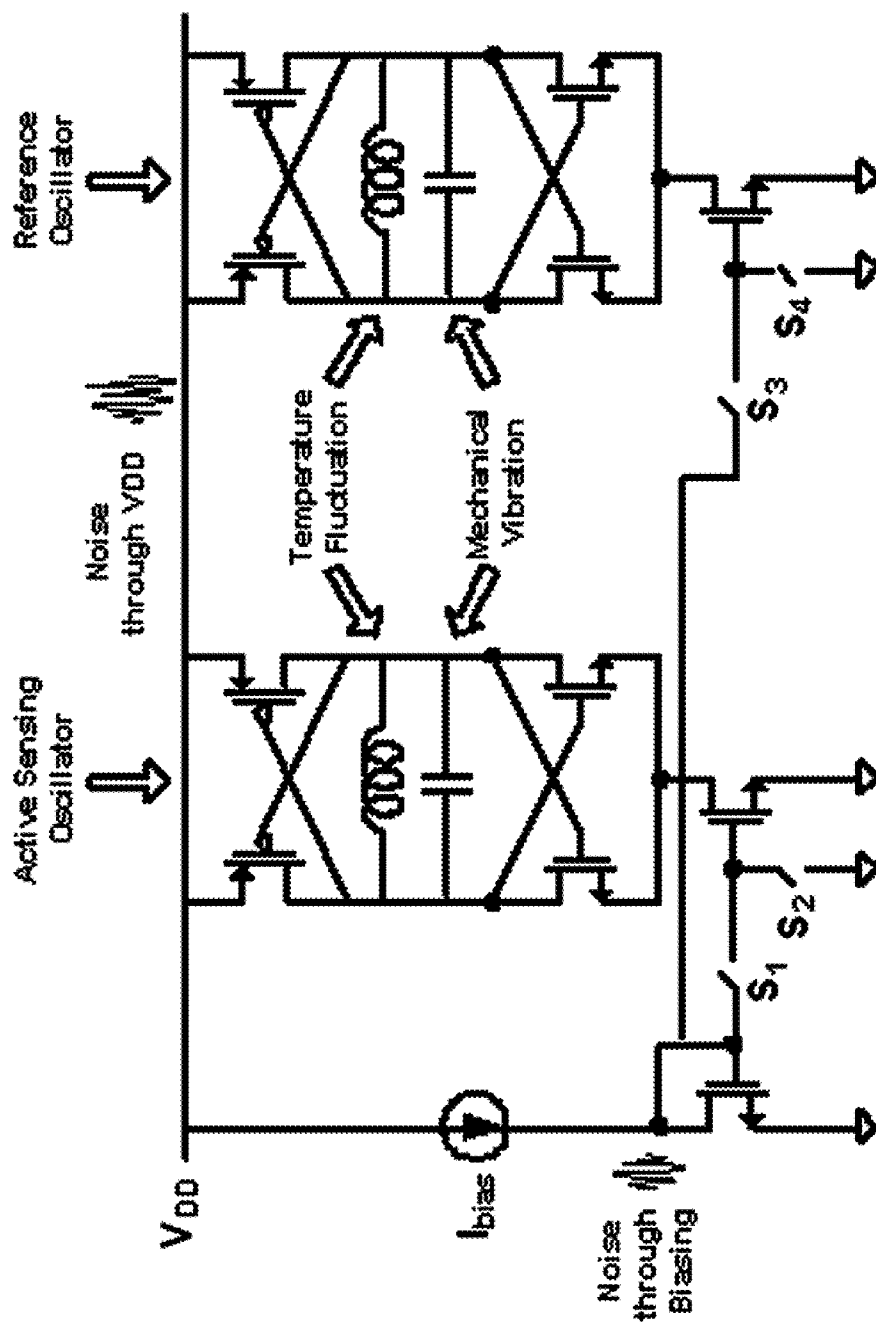 Active Sensing
Oscillator
Reference
Oscillator
Noise
through VDD
VDD
Temperature
Fluctuation
Mechanical
Vibration
Ibias
Noise
through
Biasing
S1
S2
S3
S4